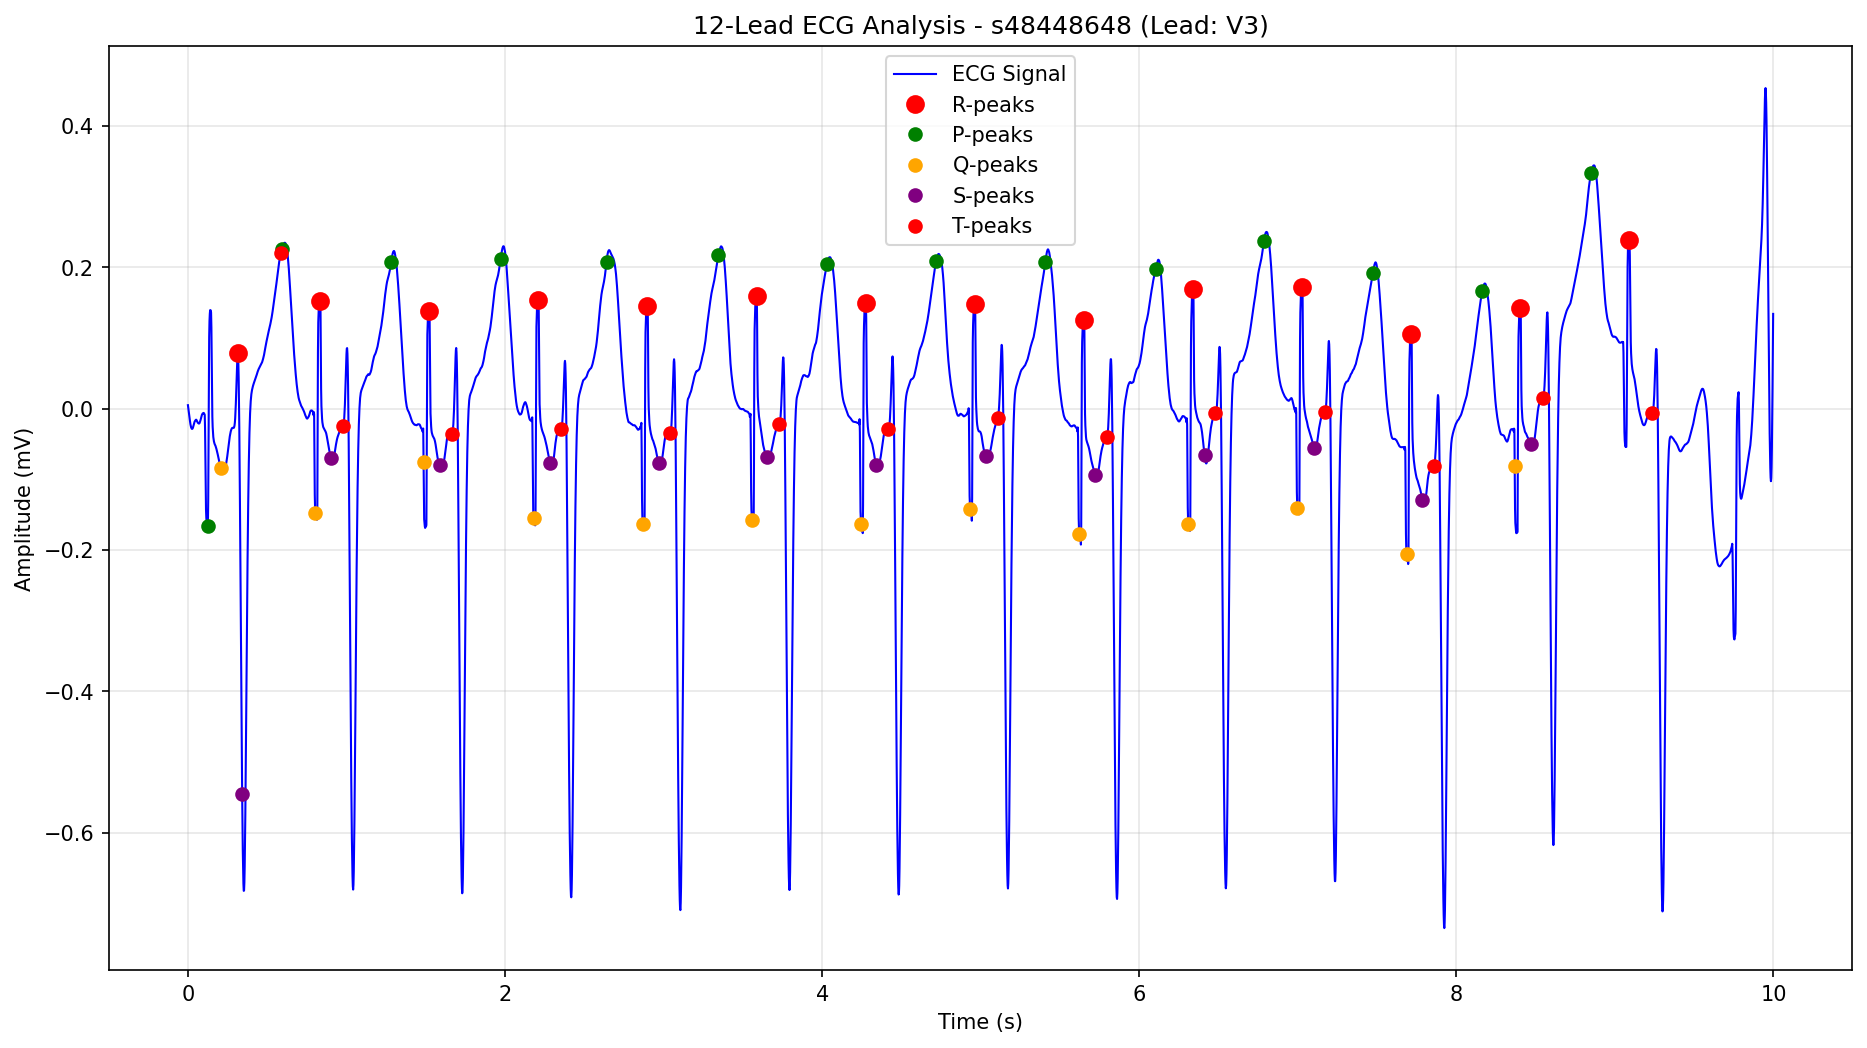 12-Lead ECG Analysis - s48448648 (Lead: V3)
ECG Signal
R-peaks
P-peaks
Q-peaks
S-peaks
T-peaks
Amplitude (mV)
0.4
0.2
0.0
−0.2
−0.4
−0.6
0 2 4 6 8 10
Time (s)